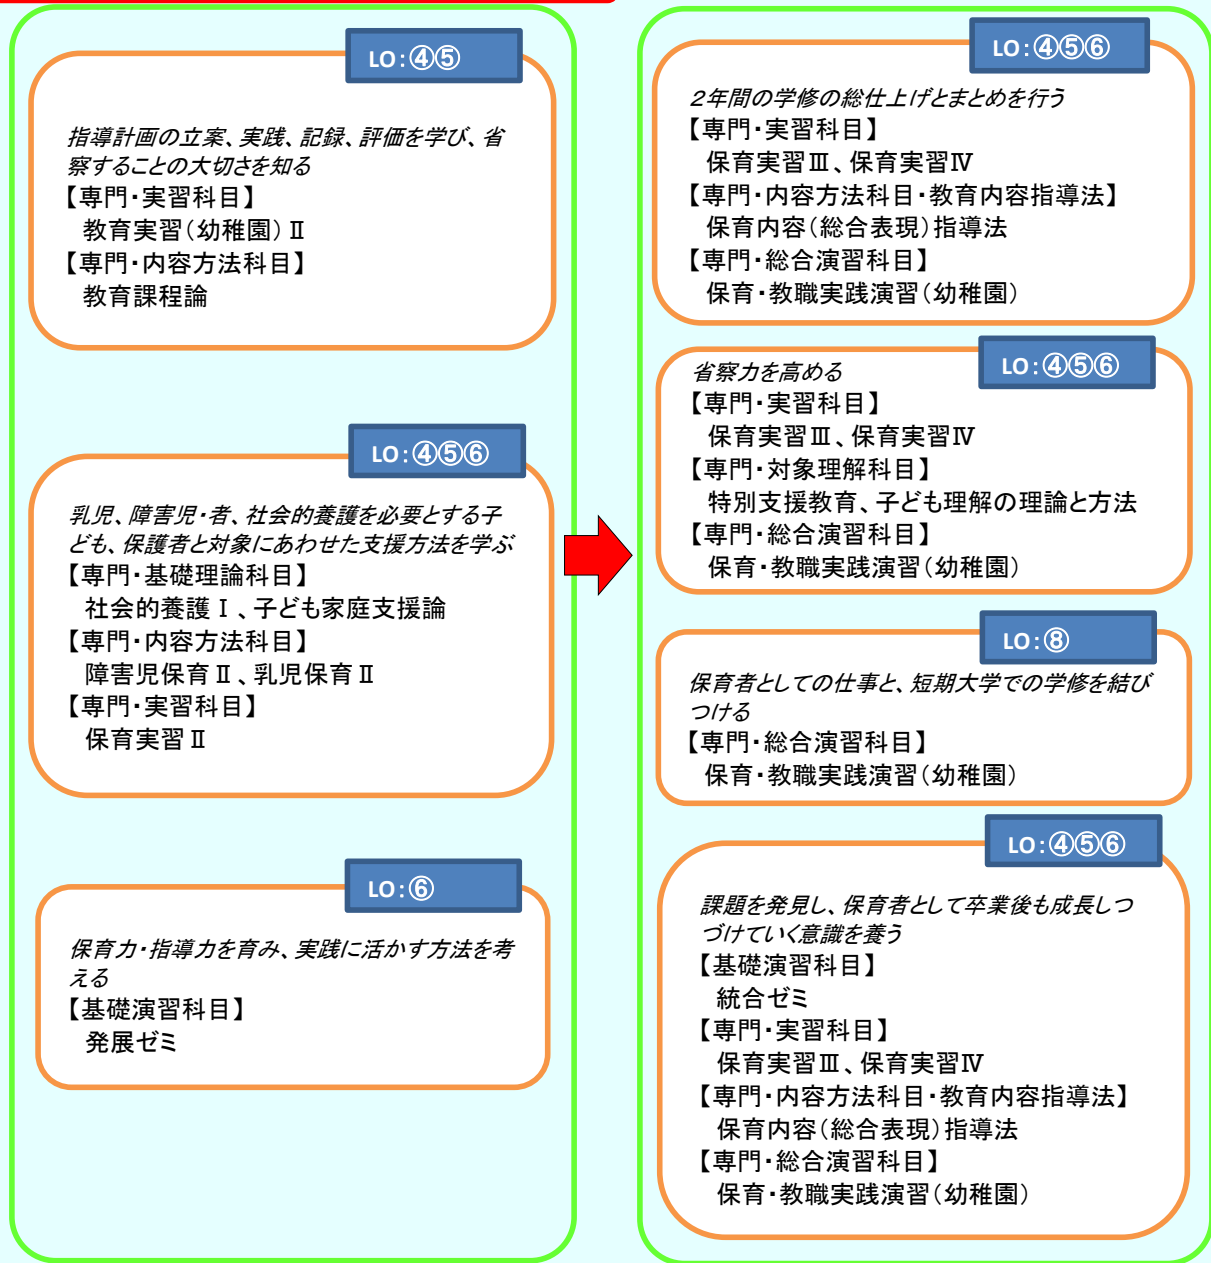 LO:④⑤
指導計画の立案、実践、記録、評価を学び、省
察することの大切さを知る
【専門・実習科目】
教育実習(幼稚園)Ⅱ
【専門・内容方法科目】
教育課程論
LO:④⑤⑥
乳児、障害児・者、社会的養護を必要とする子
ども、保護者と対象にあわせた支援方法を学ぶ
【専門・基礎理論科目】
社会的養護Ⅰ、子ども家庭支援論
【専門・内容方法科目】
障害児保育Ⅱ、乳児保育Ⅱ
【専門・実習科目】
保育実習Ⅱ
LO:⑥
保育力・指導力を育み、実践に活かす方法を考
える
【基礎演習科目】
発展ゼミ
LO:④⑤⑥
2年間の学修の総仕上げとまとめを行う
【専門・実習科目】
保育実習Ⅲ、保育実習Ⅳ
【専門・内容方法科目・教育内容指導法】
保育内容(総合表現)指導法
【専門・総合演習科目】
保育・教職実践演習(幼稚園)
LO:④⑤⑥
省察力を高める
【専門・実習科目】
保育実習Ⅲ、保育実習Ⅳ
【専門・対象理解科目】
特別支援教育、子ども理解の理論と方法
【専門・総合演習科目】
保育・教職実践演習(幼稚園)
LO:⑧
保育者としての仕事と、短期大学での学修を結び
つける
【専門・総合演習科目】
保育・教職実践演習(幼稚園)
LO:④⑤⑥
課題を発見し、保育者として卒業後も成長しつ
づけていく意識を養う
【基礎演習科目】
統合ゼミ
【専門・実習科目】
保育実習Ⅲ、保育実習Ⅳ
【専門・内容方法科目・教育内容指導法】
保育内容(総合表現)指導法
【専門・総合演習科目】
保育・教職実践演習(幼稚園)